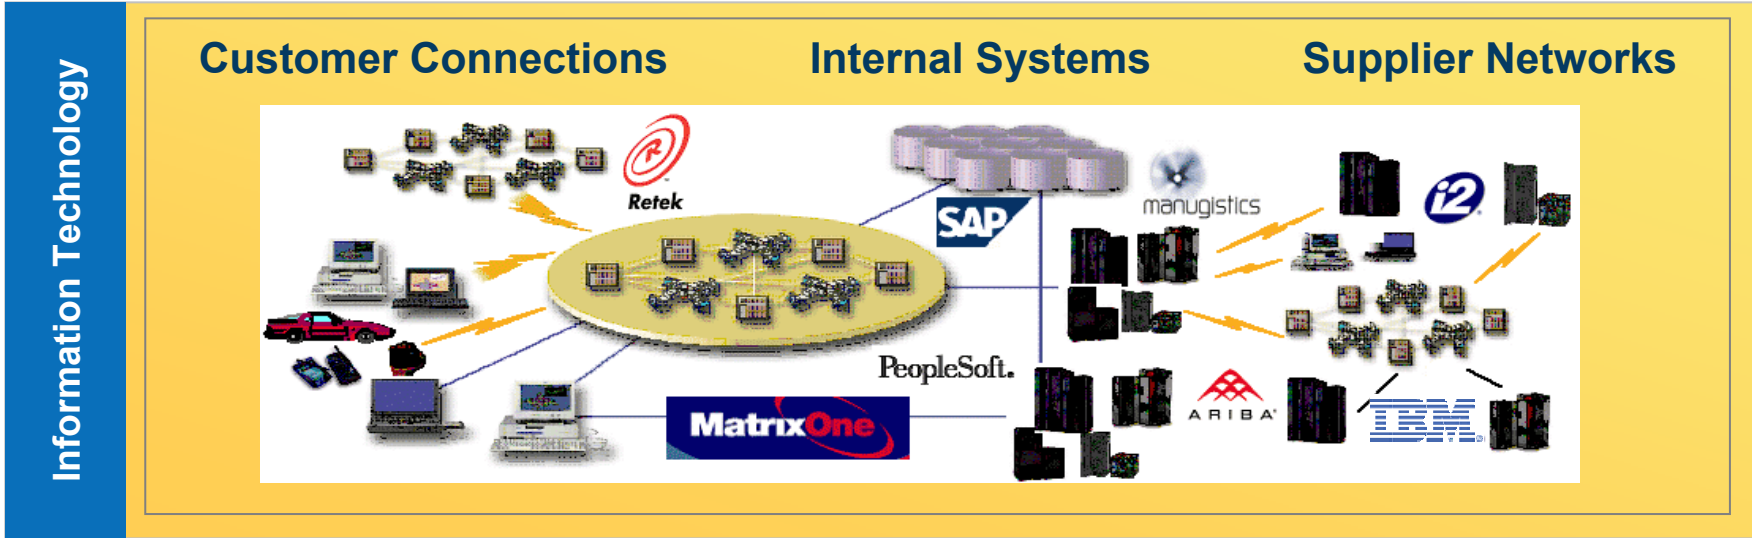 Information Technology
Customer Connections
Internal Systems
Supplier Networks
Retek
SAP
manugistics
i2
PeopleSoft.
MatrixOne
ARIBA
IBM